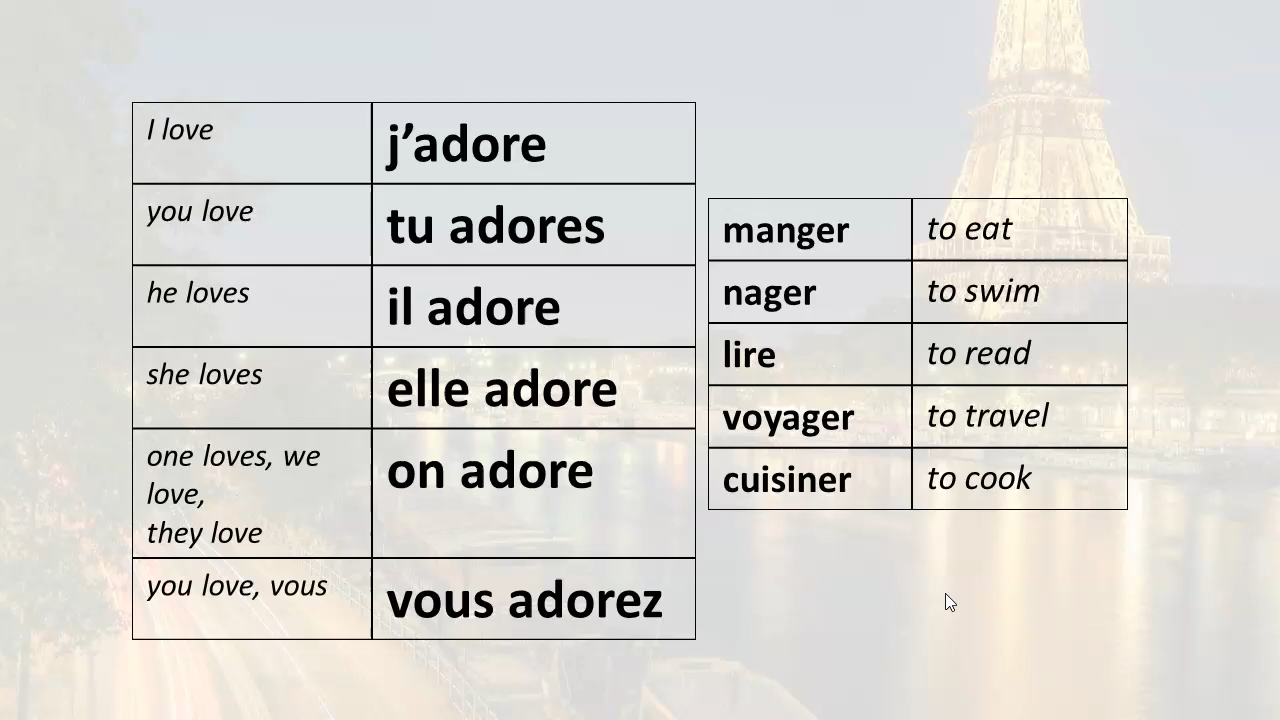 I love j’adore
you love tu adores
he loves il adore
she loves elle adore
one loves, we on adore
love,
they love
you love, vous vous adorez
manger to eat
nager to swim
lire to read
voyager to travel
cuisiner to cook